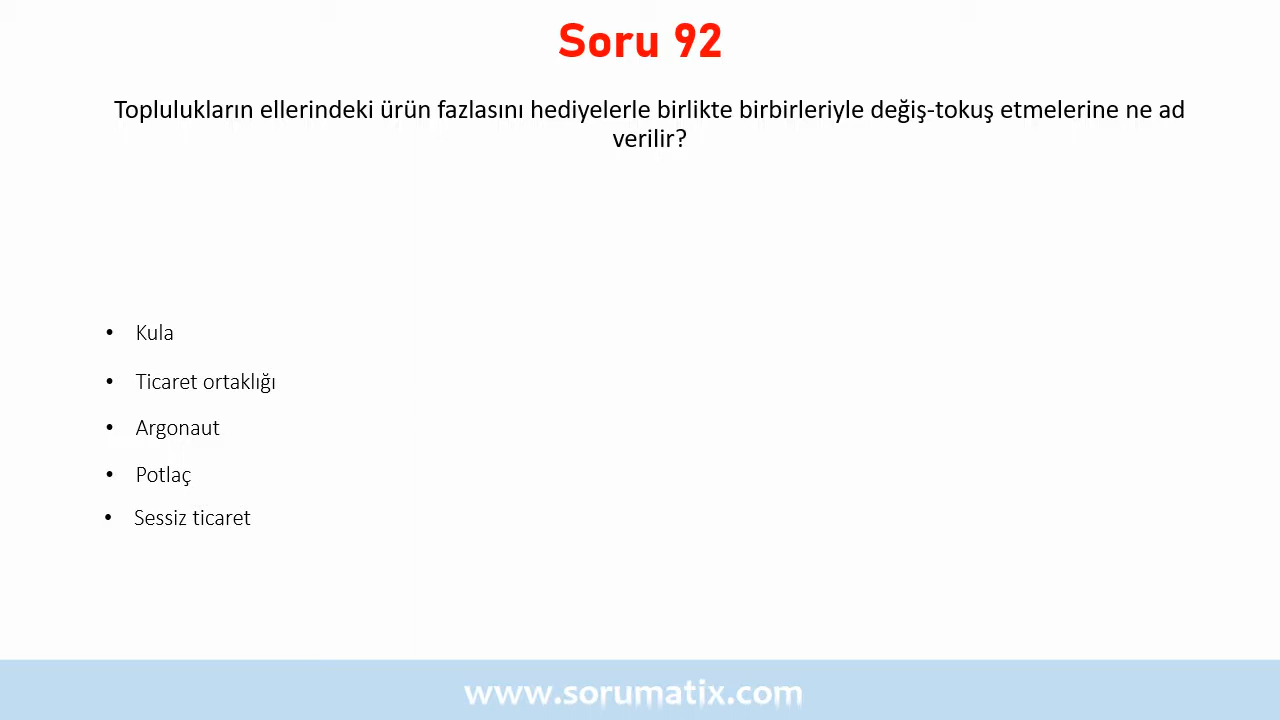 Soru 92
Toplulukların ellerindeki ürün fazlasını hediyelerle birlikte birbirleriyle değiş-tokuş etmelerine ne ad
verilir?
• Kula
• Ticaret ortaklığı
• Argonaut
• Potlaç
• Sessiz ticaret
www.sorumatix.com